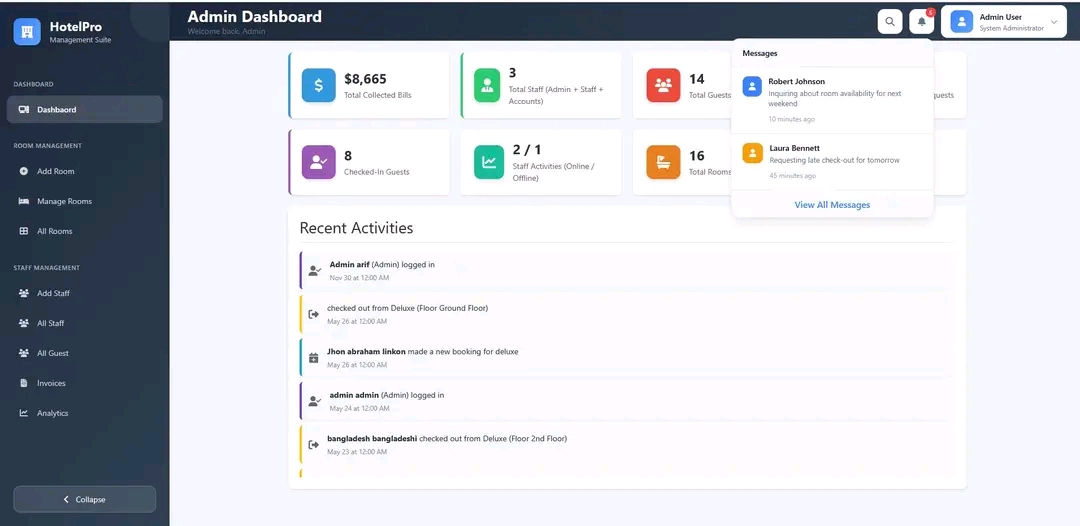 HotelPro
Management Suite
DASHBOARD
Dashbaord
ROOM MANAGEMENT
Add Room
Manage Rooms
All Rooms
STAFF MANAGEMENT
Add Staff
All Staff
All Guest
Invoices
Analytics
Collapse
Admin Dashboard
Welcome back, Admin
6
Admin User
System Administrator
$8,665
Total Collected Bills
3
Total Staff (Admin + Staff +
Accounts)
14
Total Guests
8
Checked-In Guests
2 / 1
Staff Activities (Online /
Offline)
16
Total Rooms
Messages
Robert Johnson
Inquiring about room availability for next
weekend
10 minutes ago
Laura Bennett
Requesting late check-out for tomorrow
45 minutes ago
View All Messages
Recent Activities
Admin arif (Admin) logged in
Nov 30 at 12:00 AM
checked out from Deluxe (Floor Ground Floor)
May 26 at 12:00 AM
Jhon abraham linkon made a new booking for deluxe
May 26 at 12:00 AM
admin admin (Admin) logged in
May 24 at 12:00 AM
bangladesh bangladeshi checked out from Deluxe (Floor 2nd Floor)
May 23 at 12:00 AM